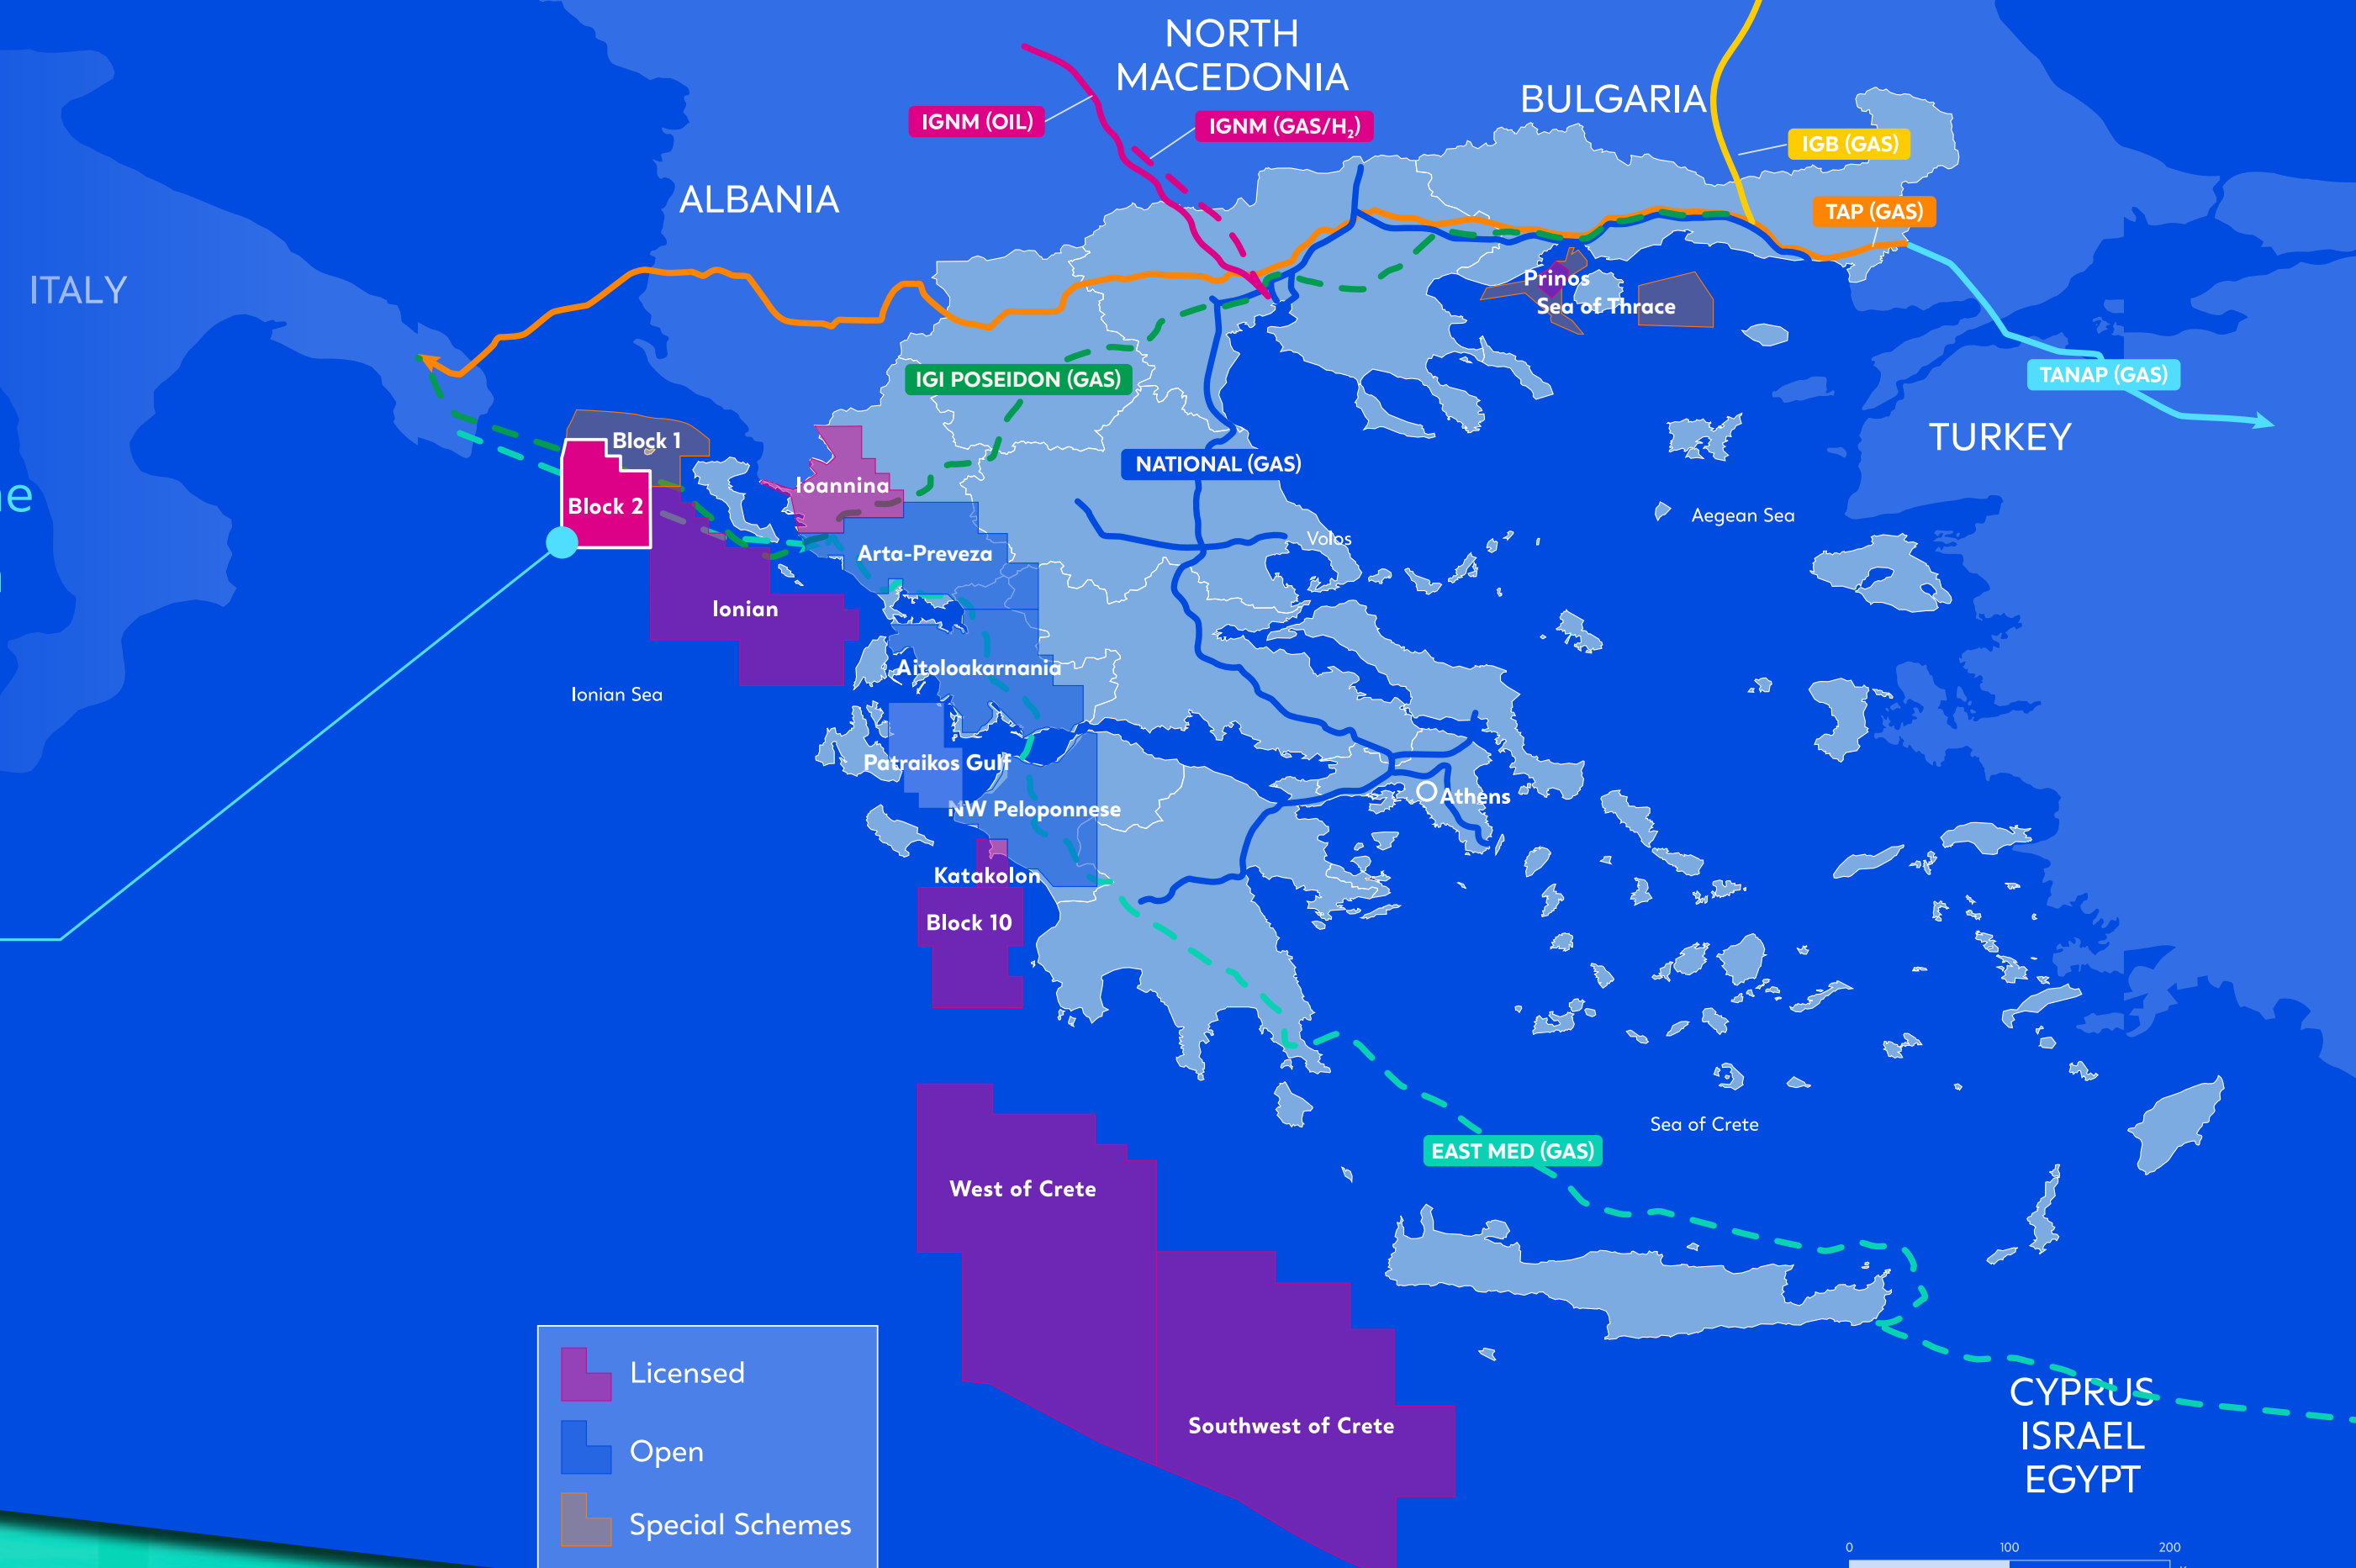 NORTH
MACEDONIA
BULGARIA
IGNM (OIL)
IGNM (GAS/H₂)
IGB (GAS)
ALBANIA
TAP (GAS)
ITALY
Prinos
Sea of Thrace
IGI POSEIDON (GAS)
TANAP (GAS)
Block 1
TURKEY
NATIONAL (GAS)
Ioannina
Block 2
Aegean Sea
Volos
Arta-Preveza
Ionian
Aitoloakarnania
Ionian Sea
Patraikos Gulf
Athens
NW Peloponnese
Katakolon
Block 10
Sea of Crete
EAST MED (GAS)
West of Crete
Southwest of Crete
CYPRUS
ISRAEL
EGYPT
Licensed
Open
Special Schemes
0 100 200